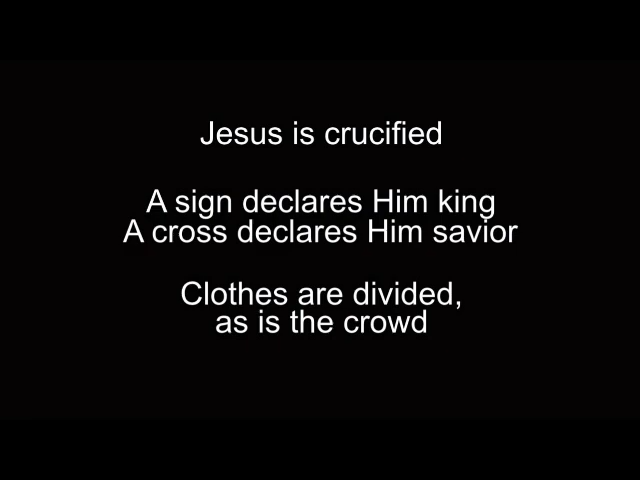 Jesus is crucified
A sign declares Him king
A cross declares Him savior
Clothes are divided,
as is the crowd